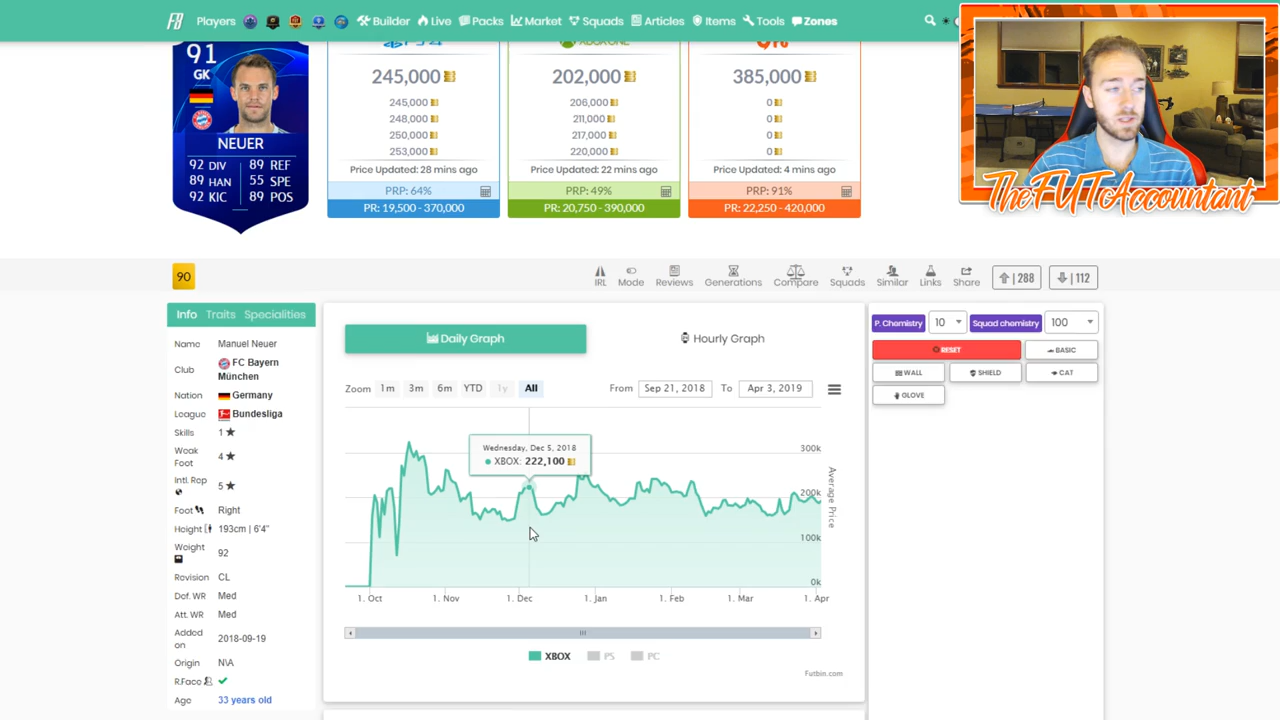 F8 Players Builder Live Packs Market Squads Articles Items Tools Zones
91
GK
NEUER
92 DIV 89 REF
89 HAN 55 SPE
92 KIC 89 POS
245,000
245,000
248,000
250,000
253,000
Price Updated: 28 mins ago
PRP: 64%
PR: 19,500 - 370,000
202,000
206,000
211,000
217,000
220,000
Price Updated: 22 mins ago
PRP: 49%
PR: 20,750 - 390,000
385,000
0
0
0
0
Price Updated: 4 mins ago
PRP: 91%
PR: 22,250 - 420,000
TheFUTAccountant
90
IRL Mode Reviews Generations Compare Squads Similar Links Share
| 288
| 112
Info Traits Specialities
Name Manuel Neuer
Club FC Bayern
München
Nation Germany
League Bundesliga
Skills 1
Weak
Foot 4
Intl. Rep 5
Foot Right
Height 193cm | 6'4"
Weight 92
Revision CL
Def. WR Med
Att. WR Med
Added
on 2018-09-19
Origin N\A
R.Face
Age 33 years old
Daily Graph
Hourly Graph
Zoom 1m 3m 6m YTD 1y All
From Sep 21, 2018 To Apr 3, 2019
Wednesday, Dec 5, 2018
XBOX: 222,100
300k
200k
100k
0k
Average Price
1. Oct 1. Nov 1. Dec 1. Jan 1. Feb 1. Mar 1. Apr
XBOX PS PC
Futbin.com
P. Chemistry 10 Squad chemistry 100
RESET BASIC
WALL SHIELD CAT
GLOVE